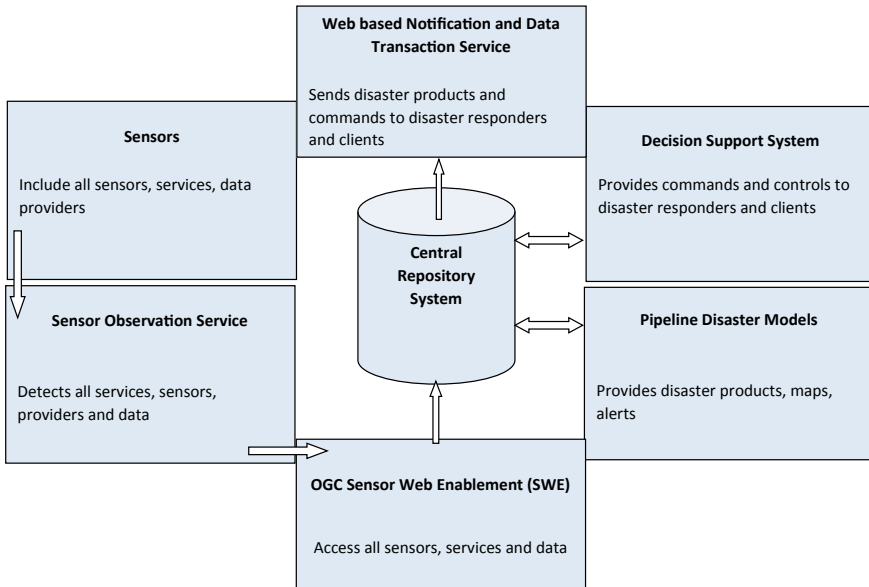 Web based Notification and Data
Transaction Service
Sends disaster products and
commands to disaster responders
and clients
Sensors
Include all sensors, services, data
providers
Decision Support System
Provides commands and controls to
disaster responders and clients
Central
Repository
System
Sensor Observation Service
Detects all services, sensors,
providers and data
Pipeline Disaster Models
Provides disaster products, maps,
alerts
OGC Sensor Web Enablement (SWE)
Access all sensors, services and data